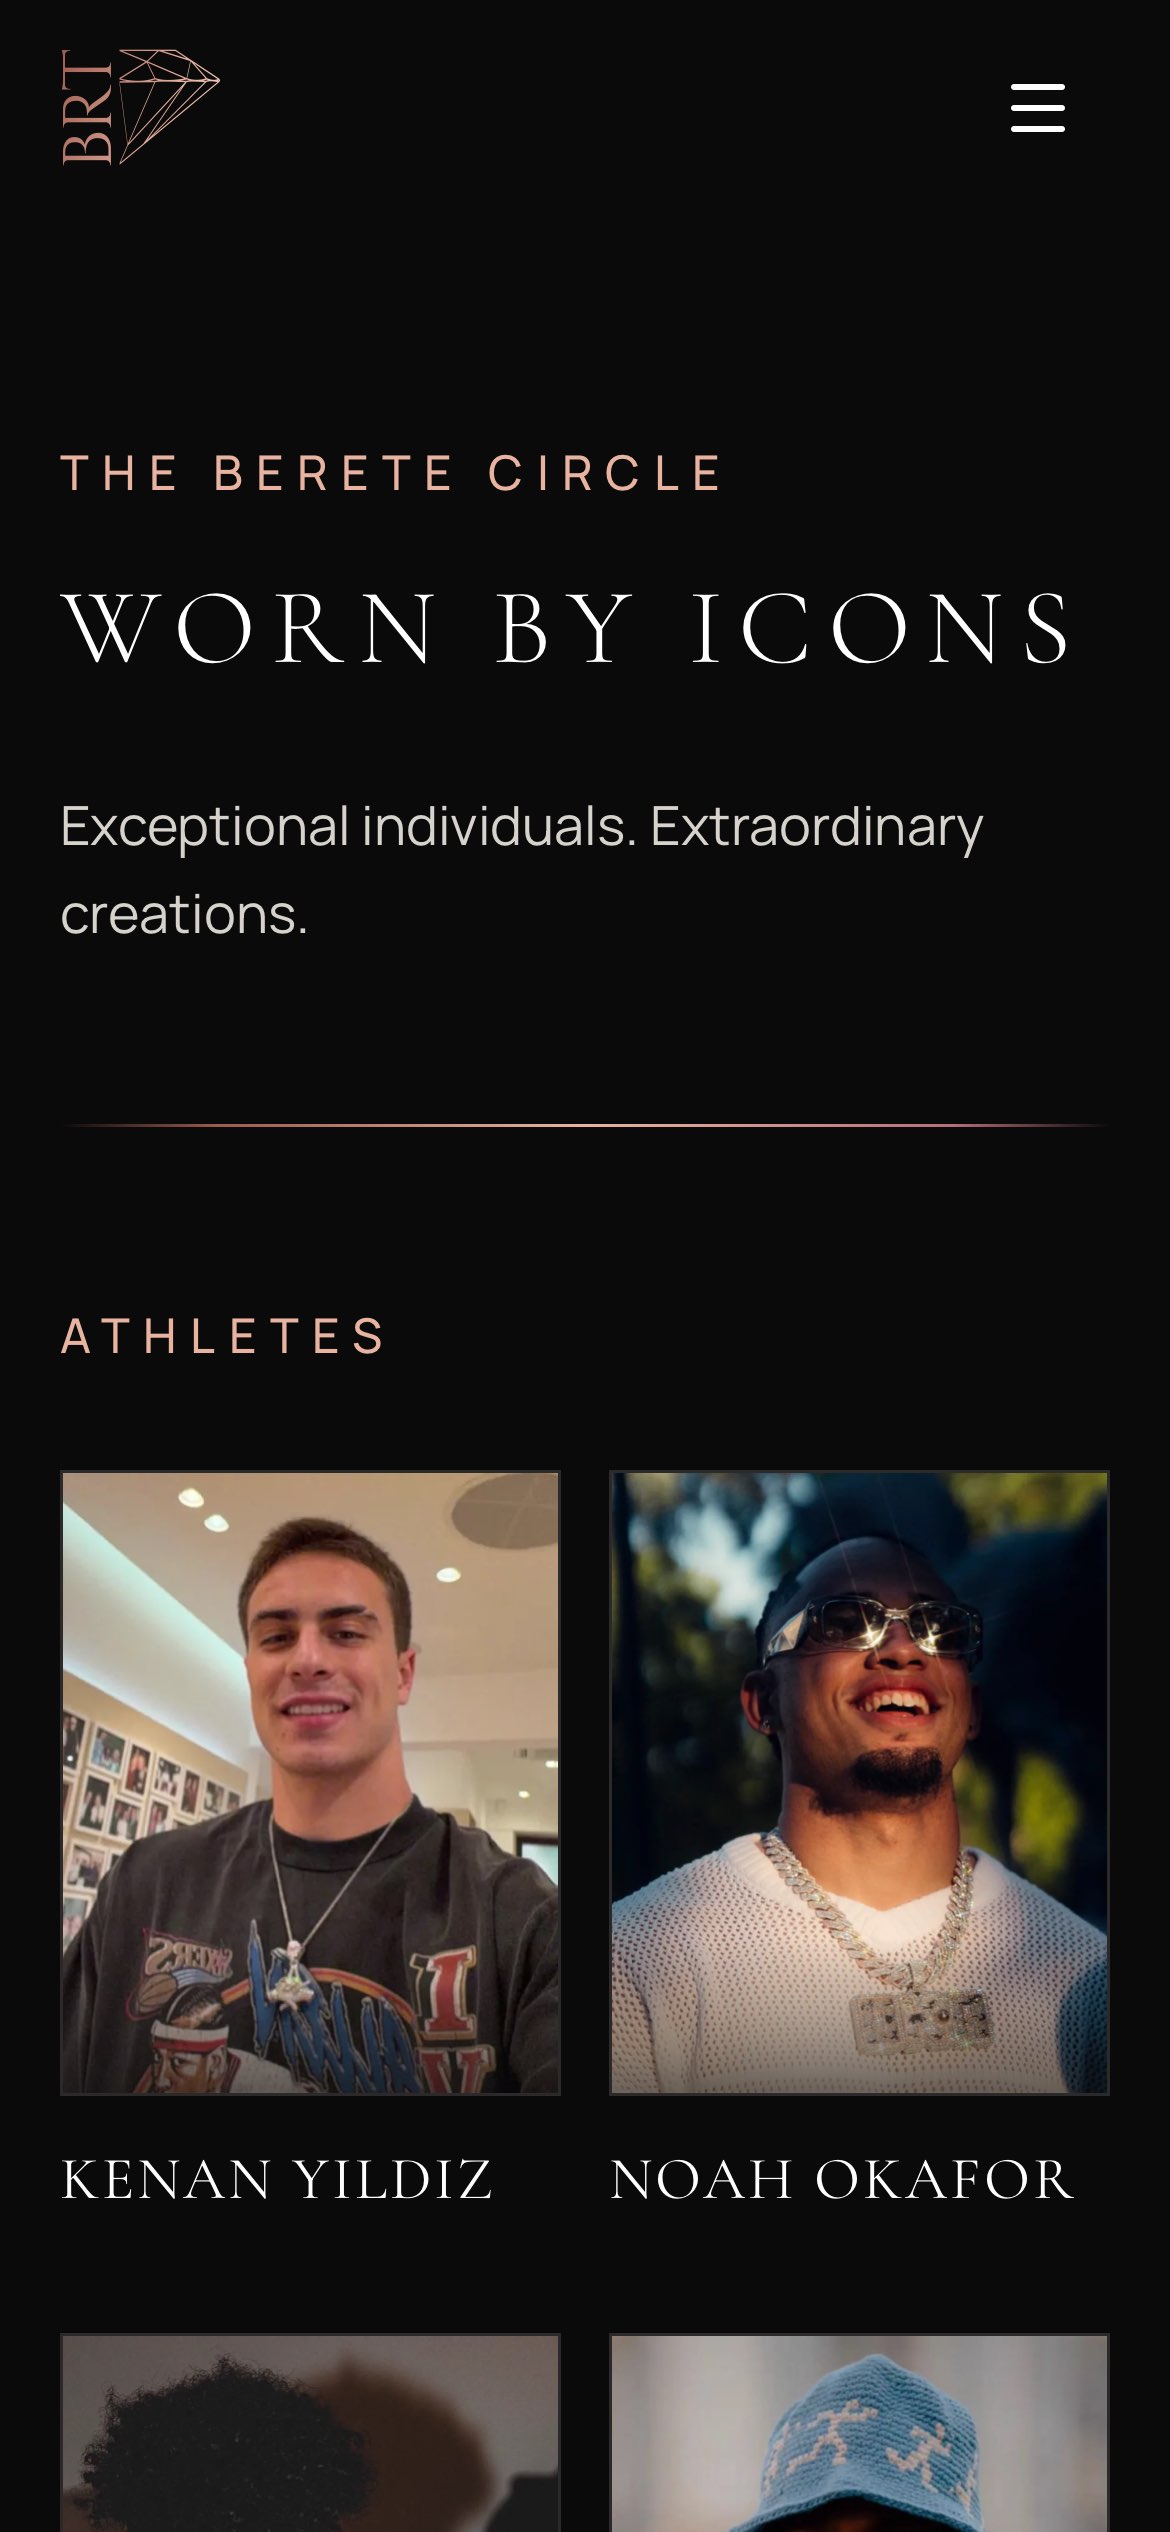 BRT
THE BERETE CIRCLE
WORN BY ICONS
Exceptional individuals. Extraordinary
creations.
ATHLETES
KENAN YILDIZ
NOAH OKAFOR